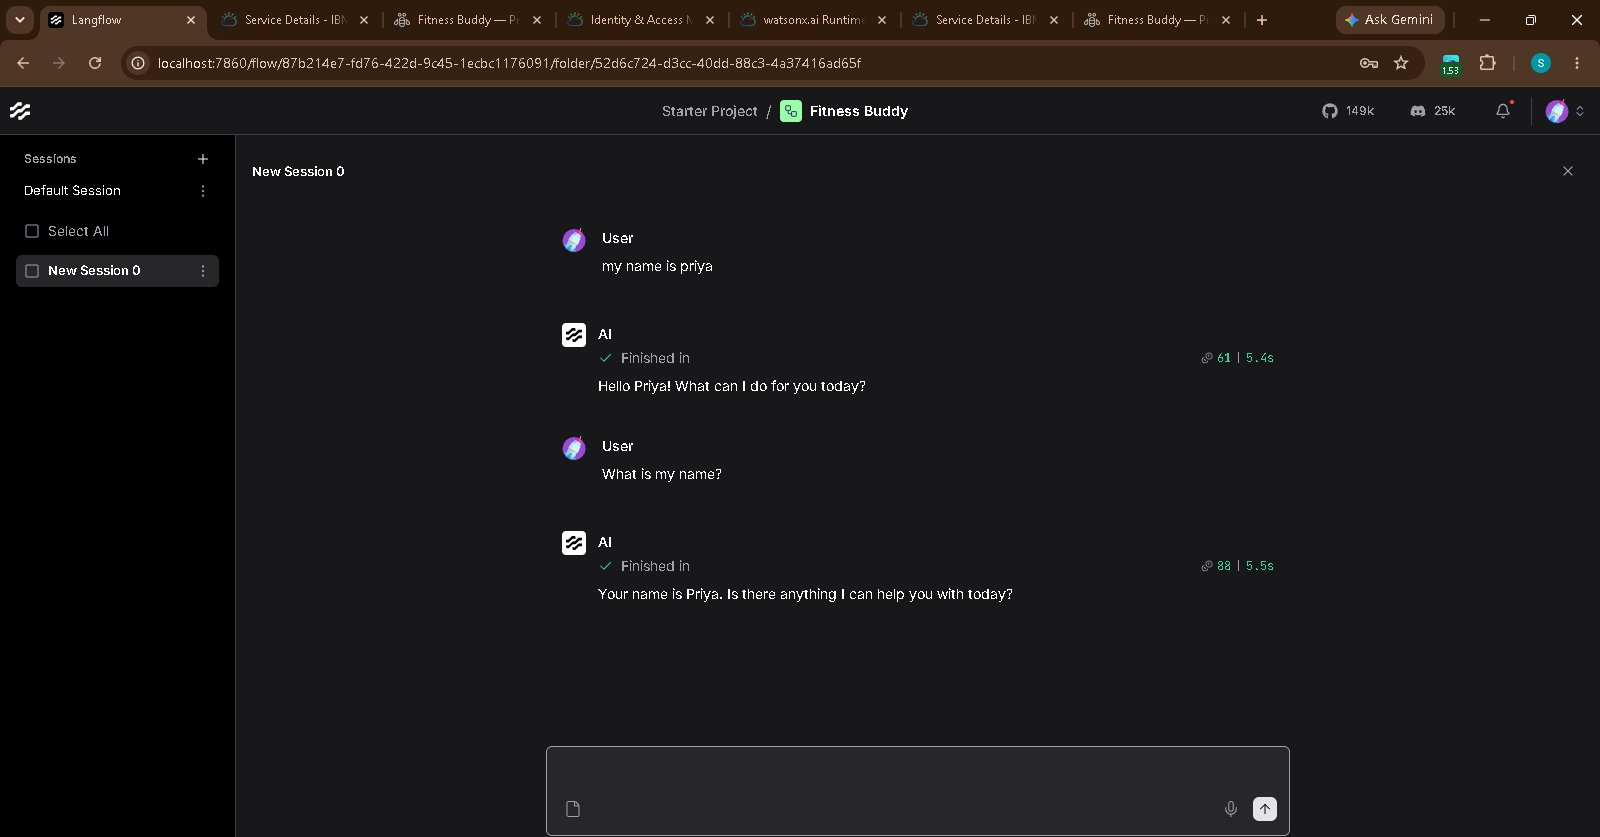 Langflow
Service Details - IBM
Fitness Buddy — Pr
Identity & Access M
watsonx.ai Runtime
Service Details - IBM
Fitness Buddy — Pr
Ask Gemini
localhost:7860/flow/87b214e7-fd76-422d-9c45-1ecbc1176091/folder/52d6c724-d3cc-40dd-88c3-4a37416ad65f
1.53
S
Starter Project / Fitness Buddy
149k
25k
Sessions
Default Session
Select All
New Session 0
New Session 0
User
my name is priya
AI
Finished in
61 | 5.4s
Hello Priya! What can I do for you today?
User
What is my name?
AI
Finished in
88 | 5.5s
Your name is Priya. Is there anything I can help you with today?